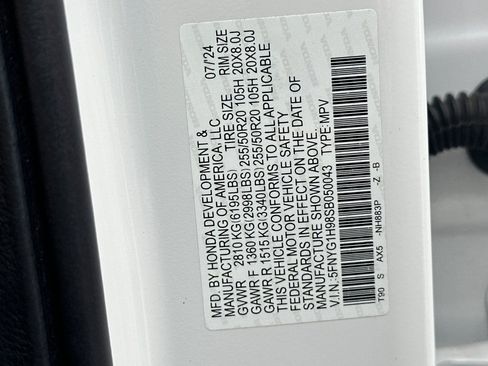 MFD. BY HONDA DEVELOPMENT & 07/'24
MANUFACTURING OF AMERICA, LLC
TIRE SIZE RIM SIZE
GVWR 2810 KG(6195LBS)
GAWR F 1360 KG(2998LBS) 255/50R20 105H 20X8.0J
GAWR R 1515 KG(3340LBS) 255/50R20 105H 20X8.0J
THIS VEHICLE CONFORMS TO ALL APPLICABLE
FEDERAL MOTOR VEHICLE SAFETY
STANDARDS IN EFFECT ON THE DATE OF
MANUFACTURE SHOWN ABOVE.
V.I.N. 5FNYG1H98SB050043 TYPE:MPV
T90 S AX5 -NH883P -Z -B